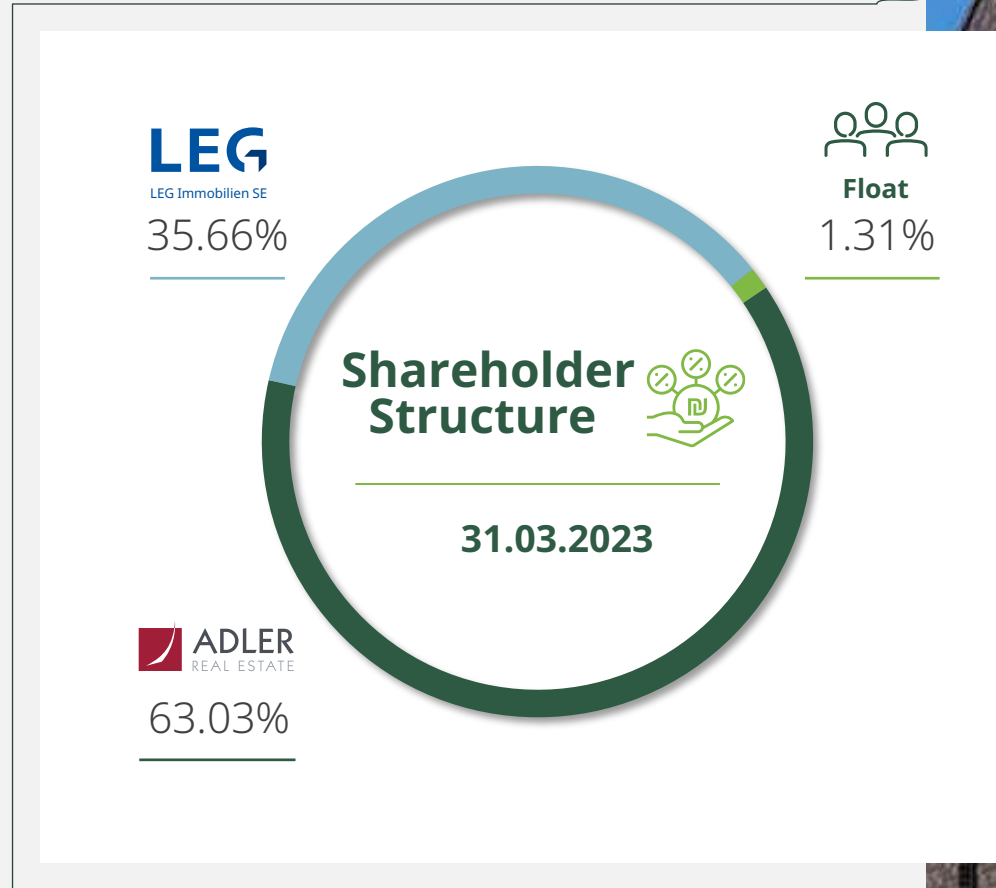 LEG
LEG Immobilien SE
35.66%
Float
1.31%
Shareholder
Structure
31.03.2023
ADLER
REAL ESTATE
63.03%